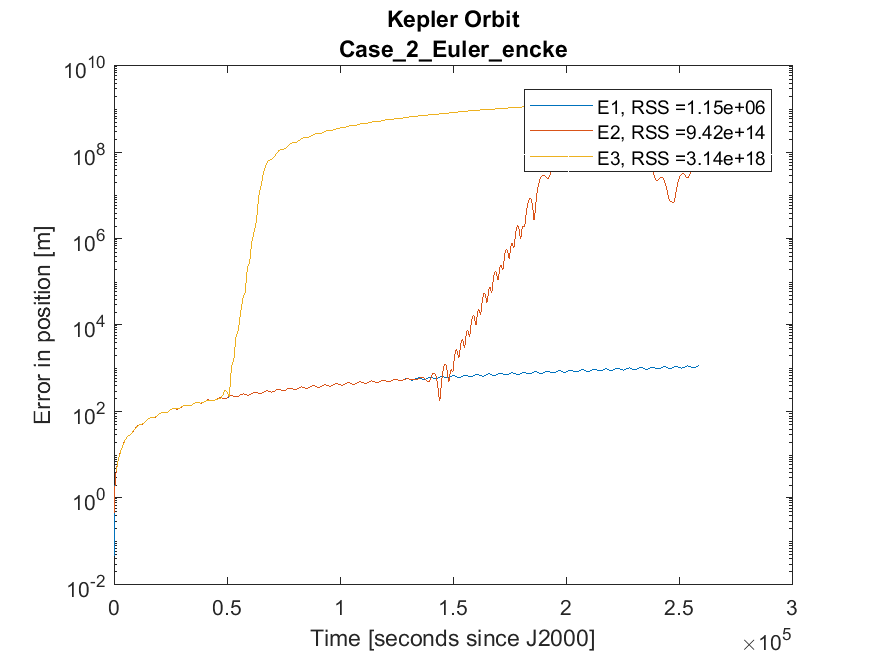 Kepler Orbit
Case_2_Euler_encke
10^10
10^8
10^6
10^4
10^2
10^0
10^-2
Error in position [m]
E1, RSS =1.15e+06
E2, RSS =9.42e+14
E3, RSS =3.14e+18
0 0.5 1 1.5 2 2.5 3
Time [seconds since J2000]
×10^5